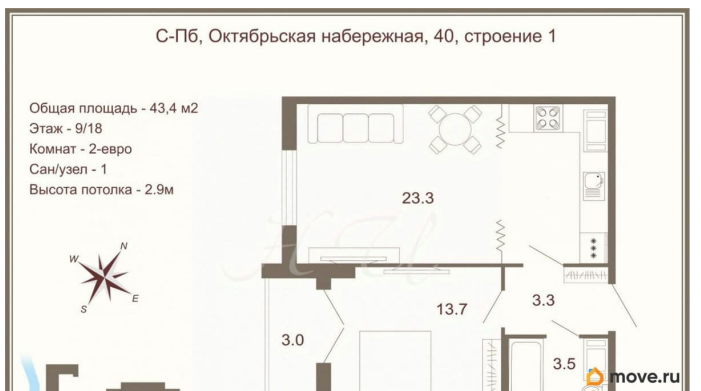 С-Пб, Октябрьская набережная, 40, строение 1
Общая площадь - 43,4 м2
Этаж - 9/18
Комнат - 2-евро
Сан/узел - 1
Высота потолка - 2.9м
23.3
N
W
E
S
13.7
3.3
3.0
3.5
move.ru